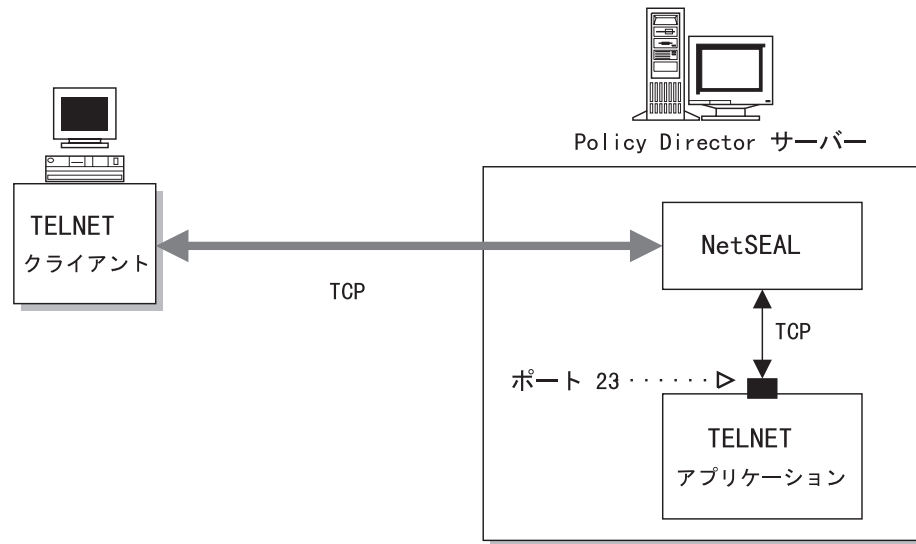 Policy Director サーバー
TELNET
クライアント
TCP
NetSEAL
TCP
ポート 23
TELNET
アプリケーション